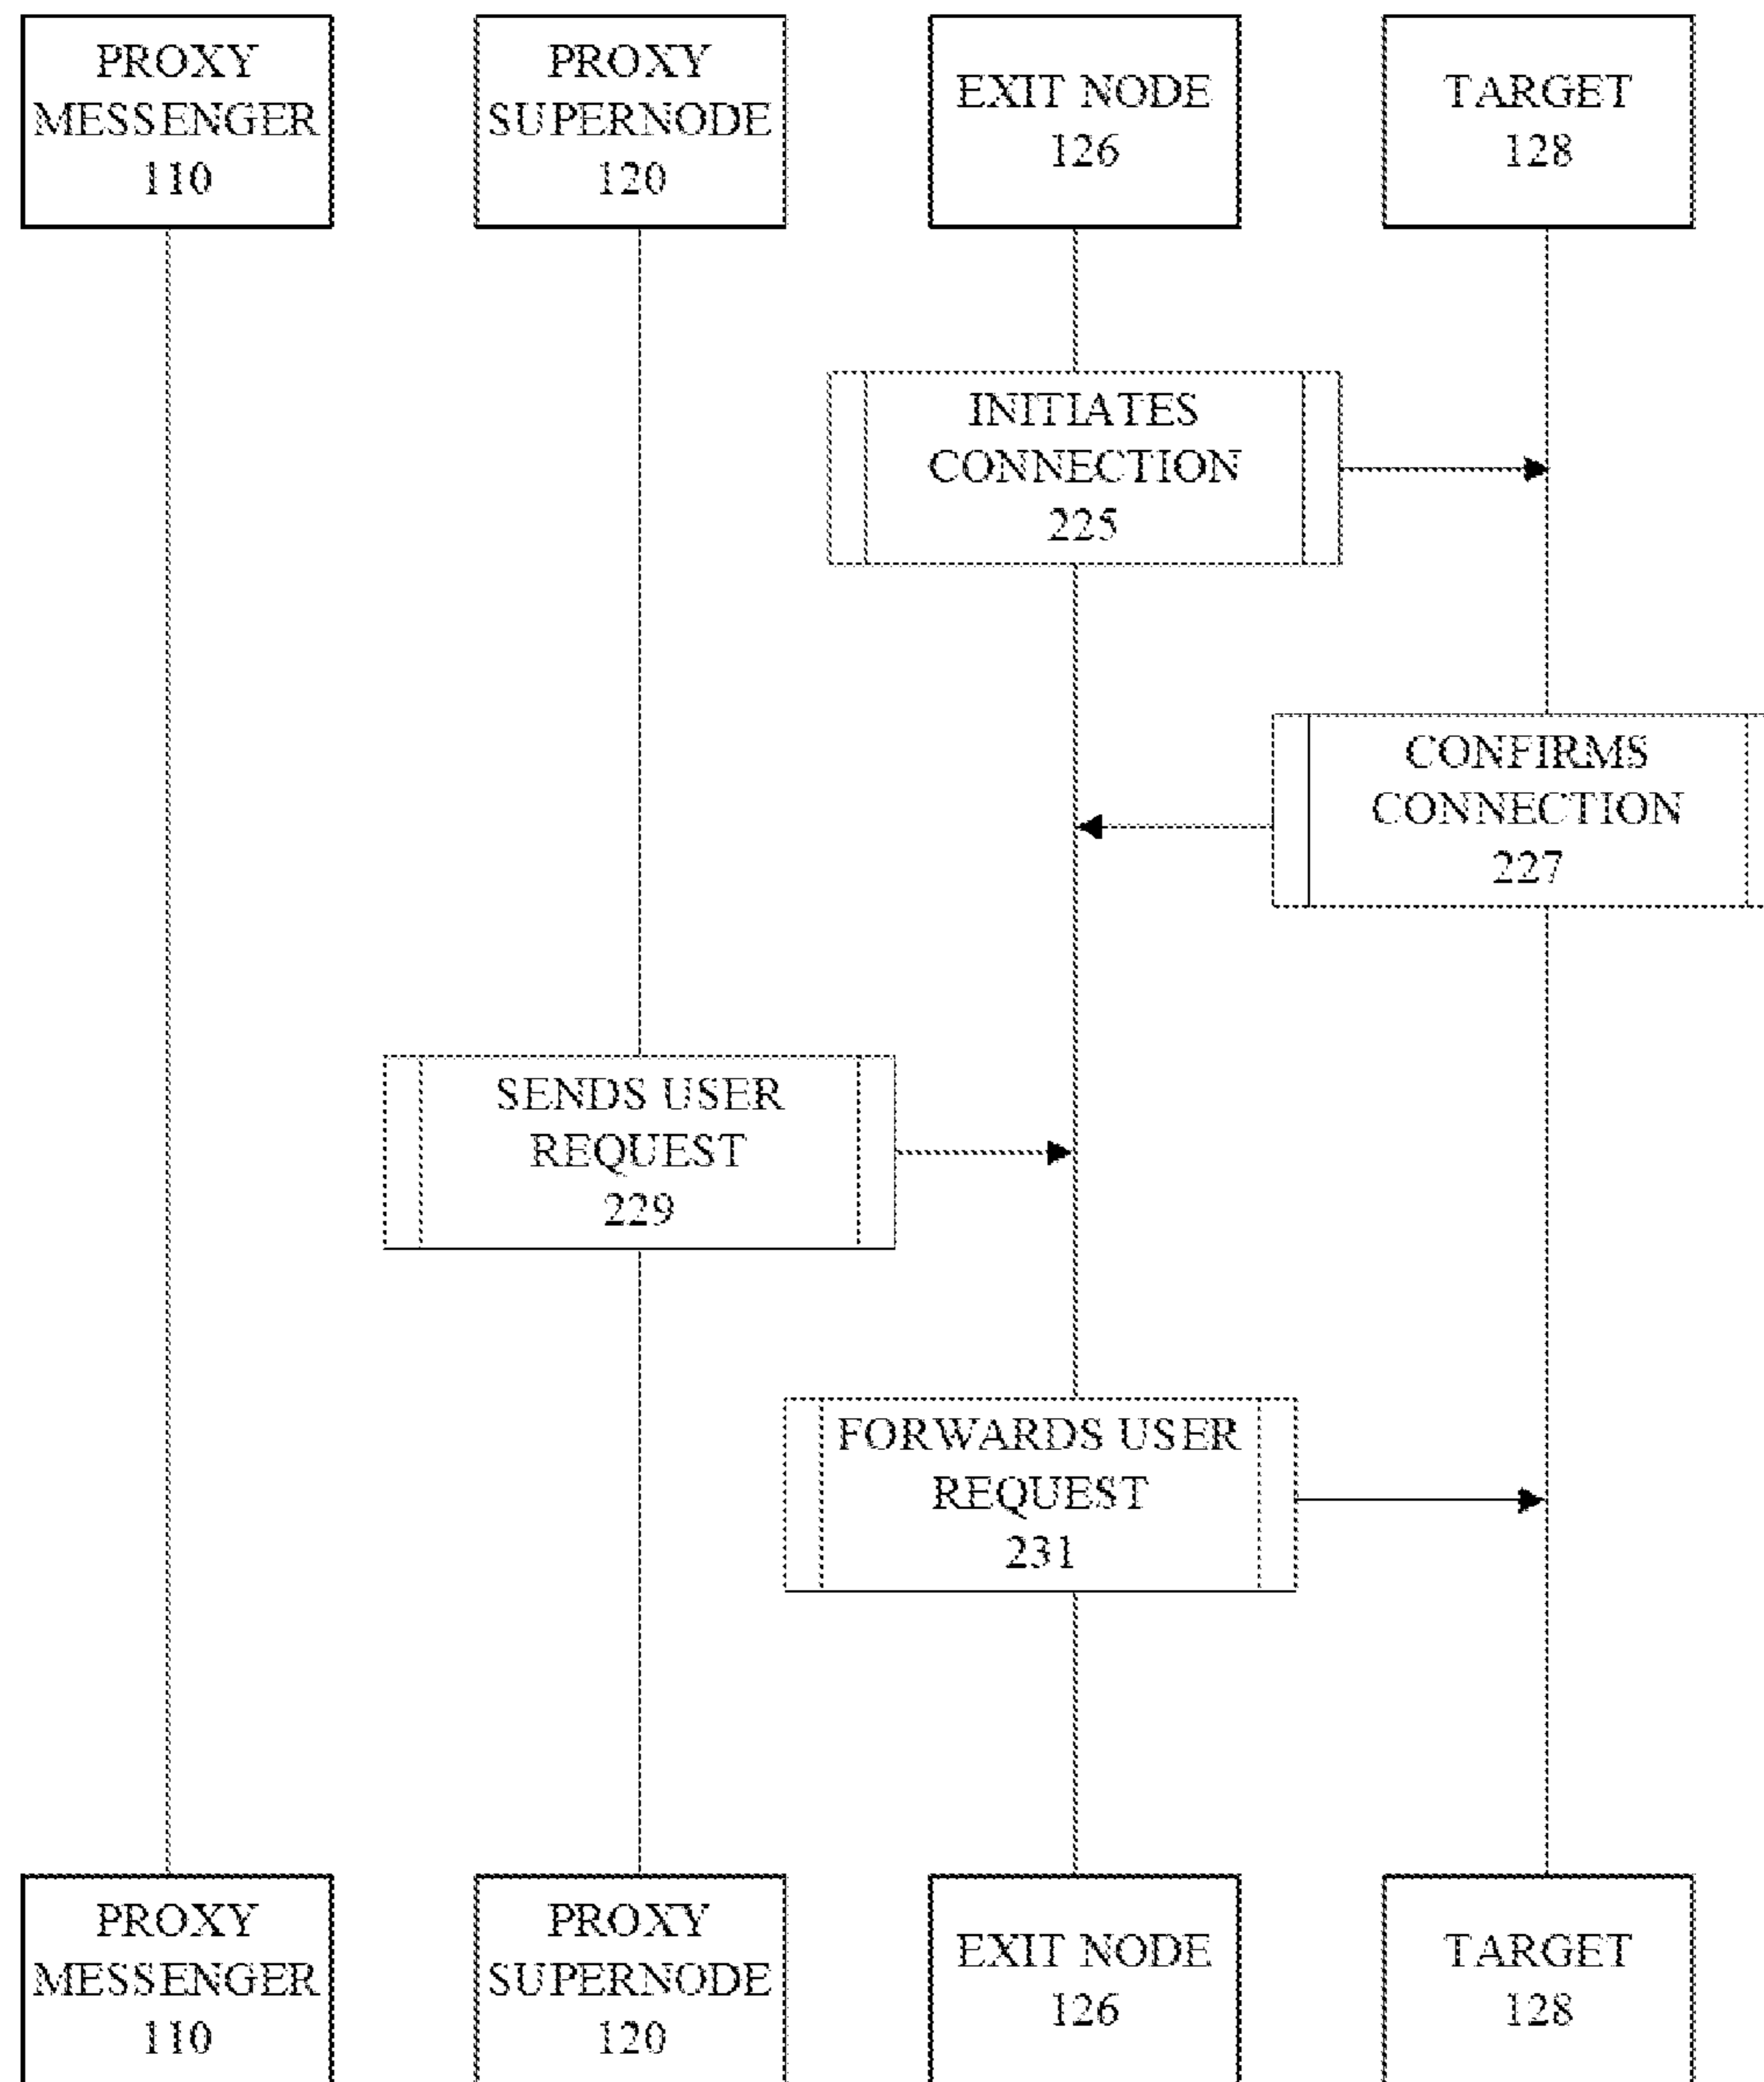 PROXY
MESSENGER
110
PROXY
SUPERNODE
120
EXIT NODE
126
TARGET
128
INITIATES
CONNECTION
225
CONFIRMS
CONNECTION
227
SENDS USER
REQUEST
229
FORWARDS USER
REQUEST
231
PROXY
MESSENGER
110
PROXY
SUPERNODE
120
EXIT NODE
126
TARGET
128